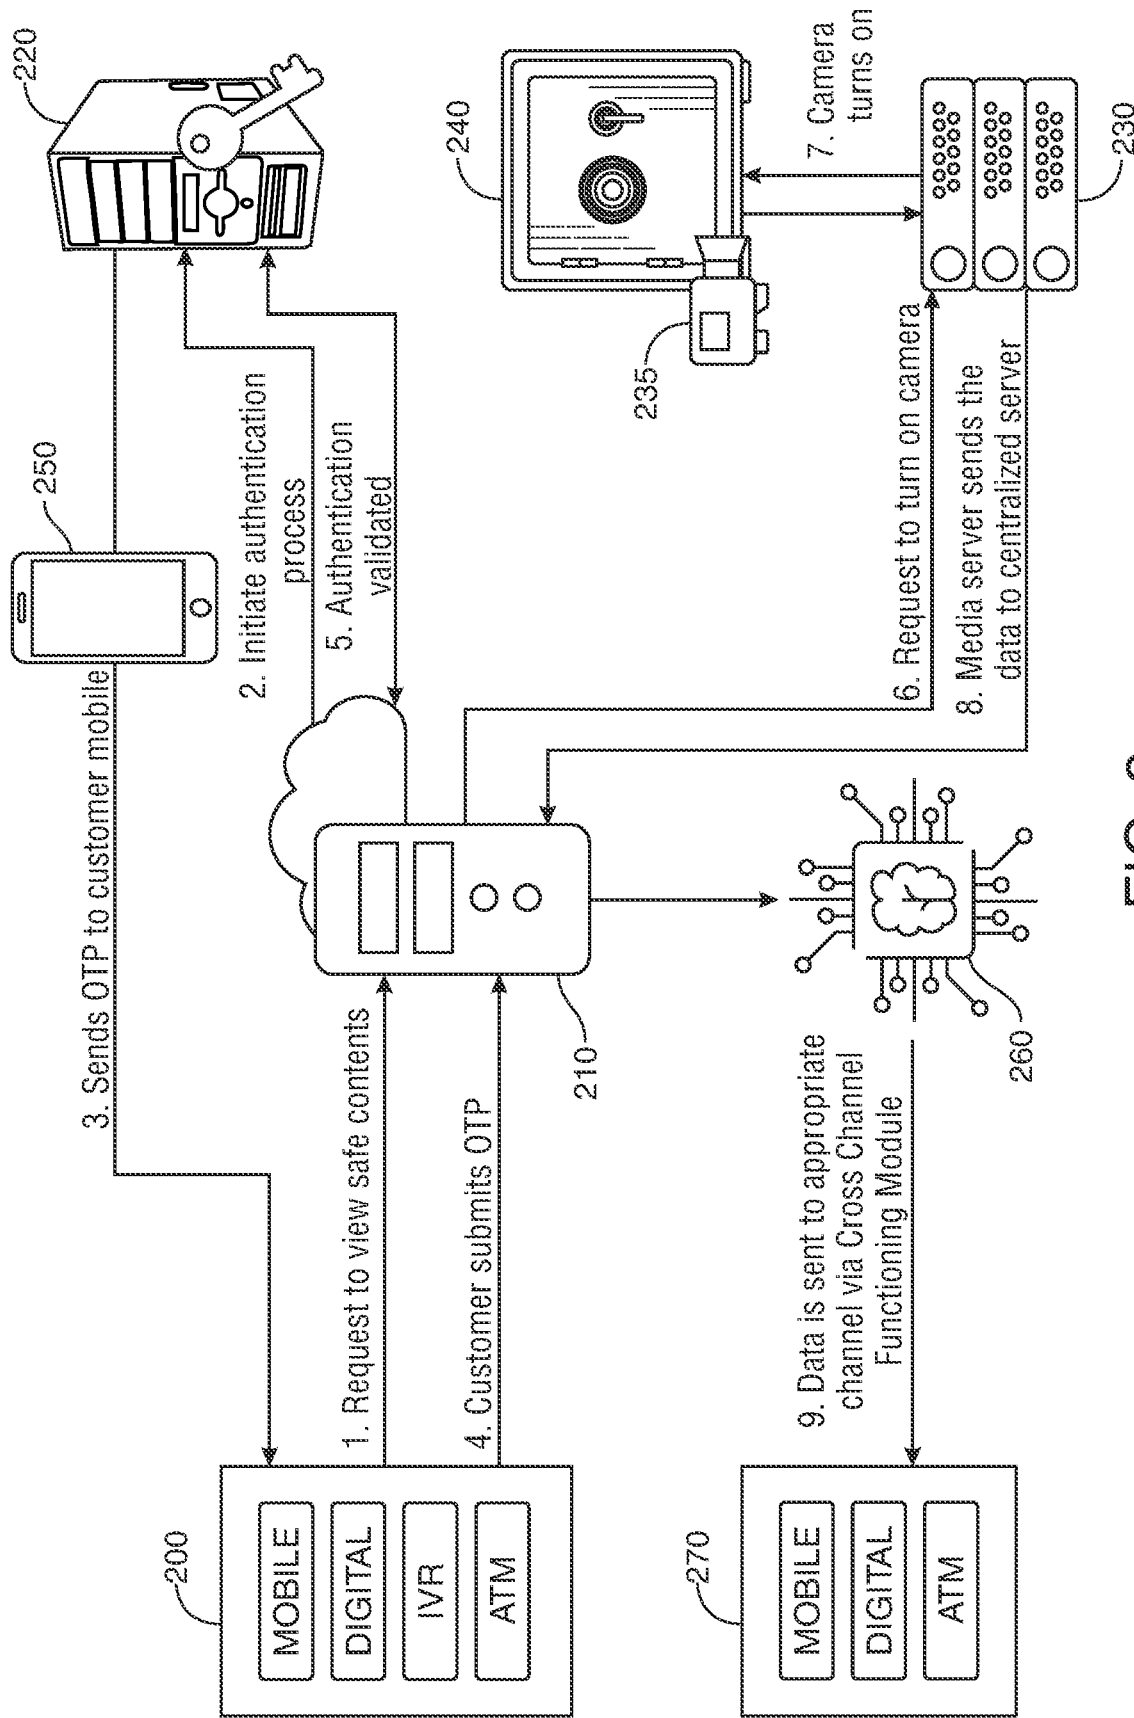 200
MOBILE
DIGITAL
IVR
ATM
1. Request to view safe contents
4. Customer submits OTP
210
3. Sends OTP to customer mobile
250
2. Initiate authentication
process
5. Authentication
validated
220
240
235
7. Camera
turns on
230
6. Request to turn on camera
8. Media server sends the
data to centralized server
260
9. Data is sent to appropriate
channel via Cross Channel
Functioning Module
270
MOBILE
DIGITAL
ATM
FIG.